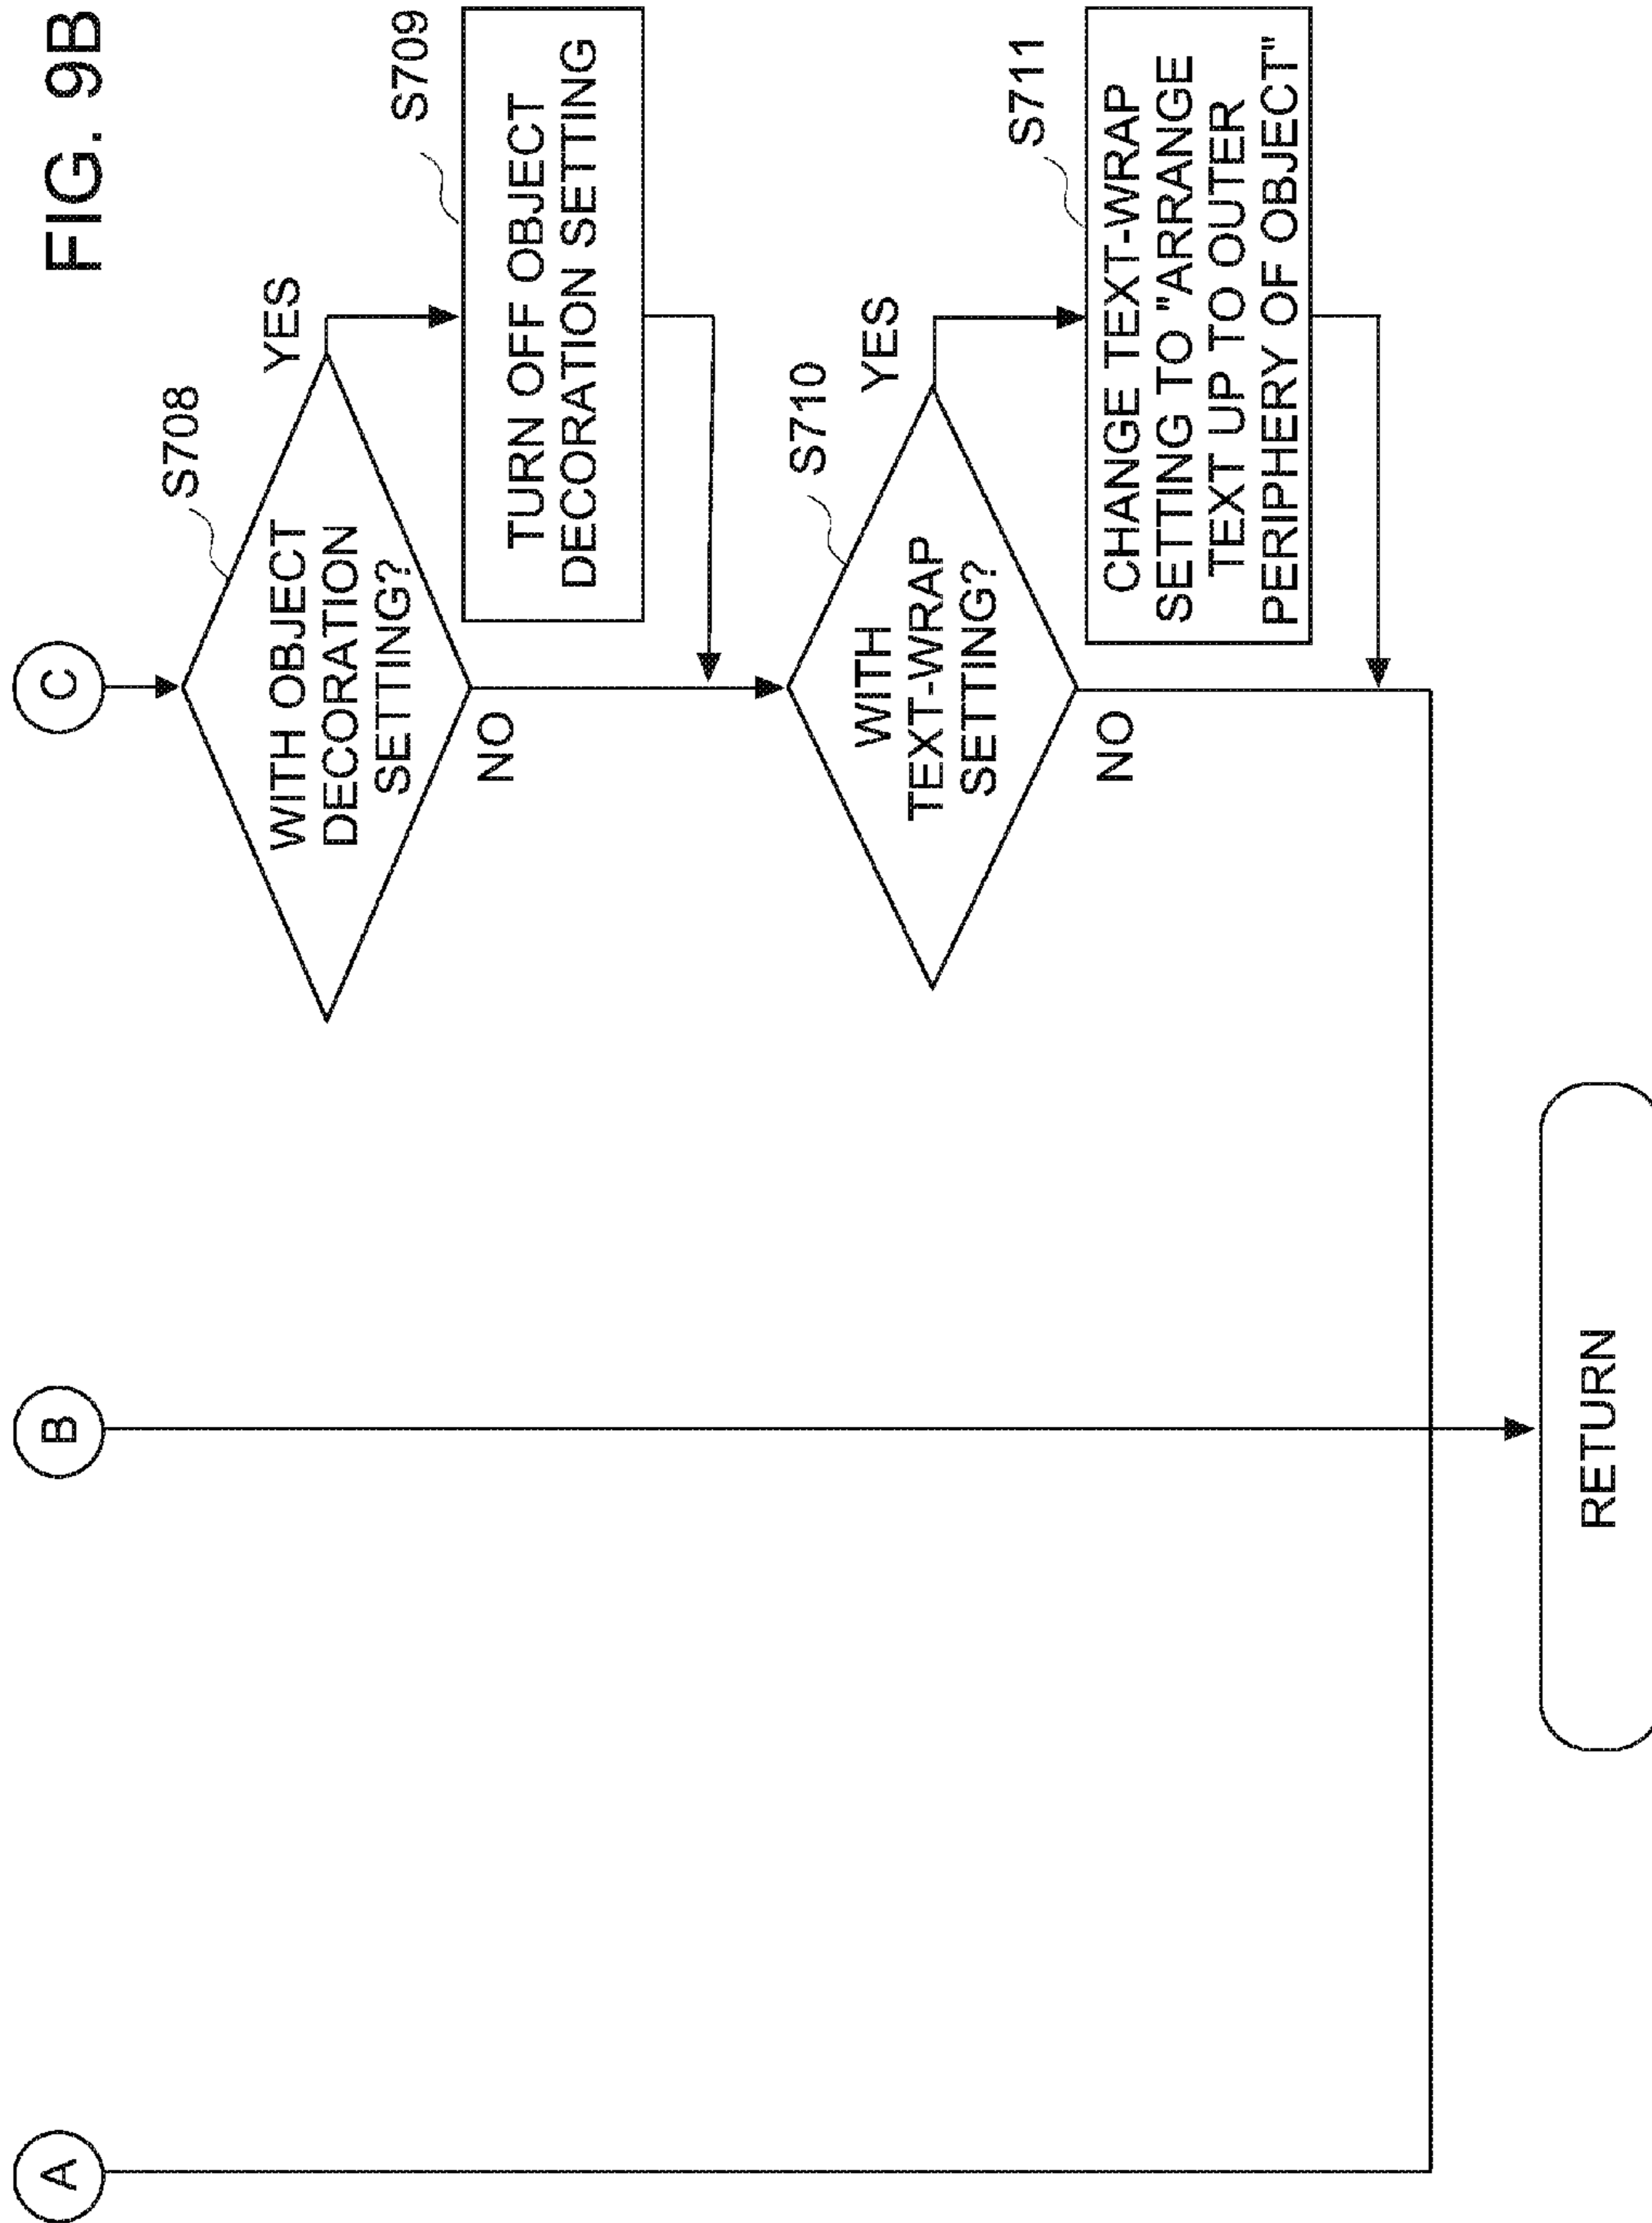 FIG. 9B
A
B
C
S708
WITH OBJECT
DECORATION
SETTING?
YES
NO
S709
TURN OFF OBJECT
DECORATION SETTING
S710
WITH
TEXT-WRAP
SETTING?
YES
NO
S711
CHANGE TEXT-WRAP
SETTING TO "ARRANGE
TEXT UP TO OUTER
PERIPHERY OF OBJECT"
RETURN